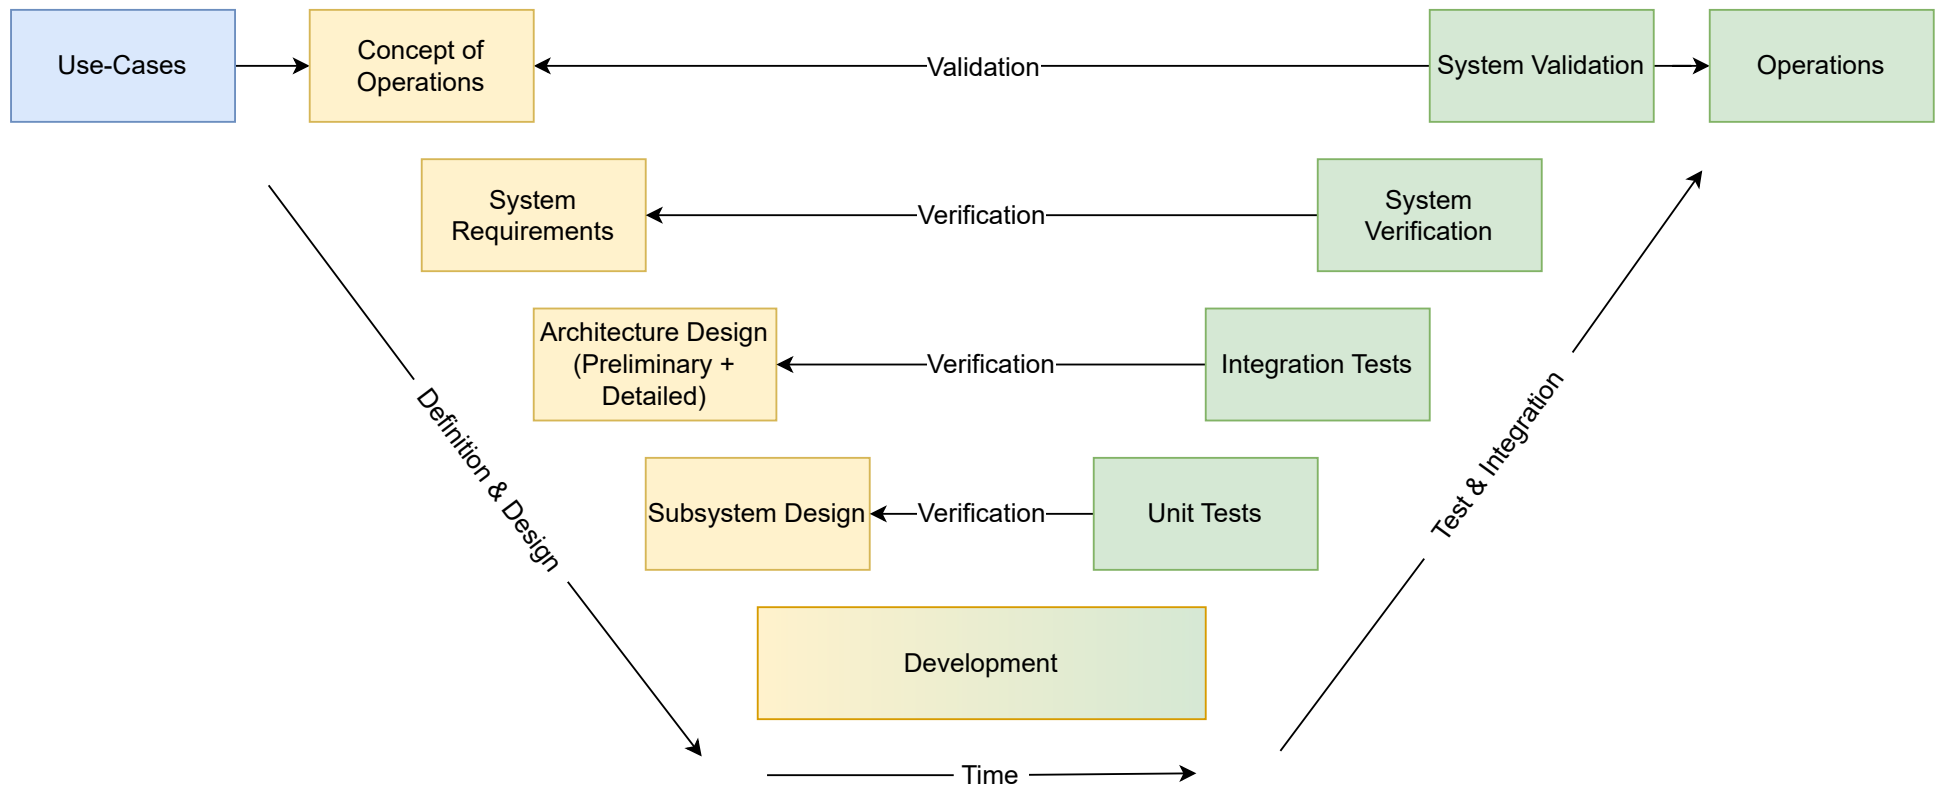 Use-Cases
Concept of
Operations
Validation
System Validation
Operations
System
Requirements
Verification
System
Verification
Architecture Design
(Preliminary +
Detailed)
Verification
Integration Tests
Definition & Design
Test & Integration
Subsystem Design
Verification
Unit Tests
Development
Time